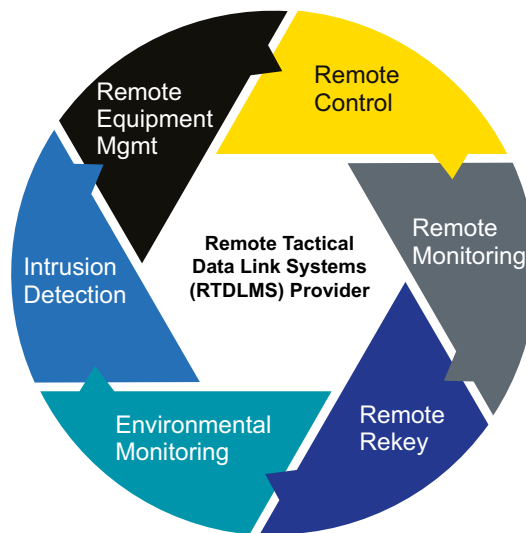 Remote
Equipment
Mgmt
Remote
Control
Remote
Monitoring
Remote
Rekey
Environmental
Monitoring
Intrusion
Detection
Remote Tactical
Data Link Systems
(RTDLMS) Provider